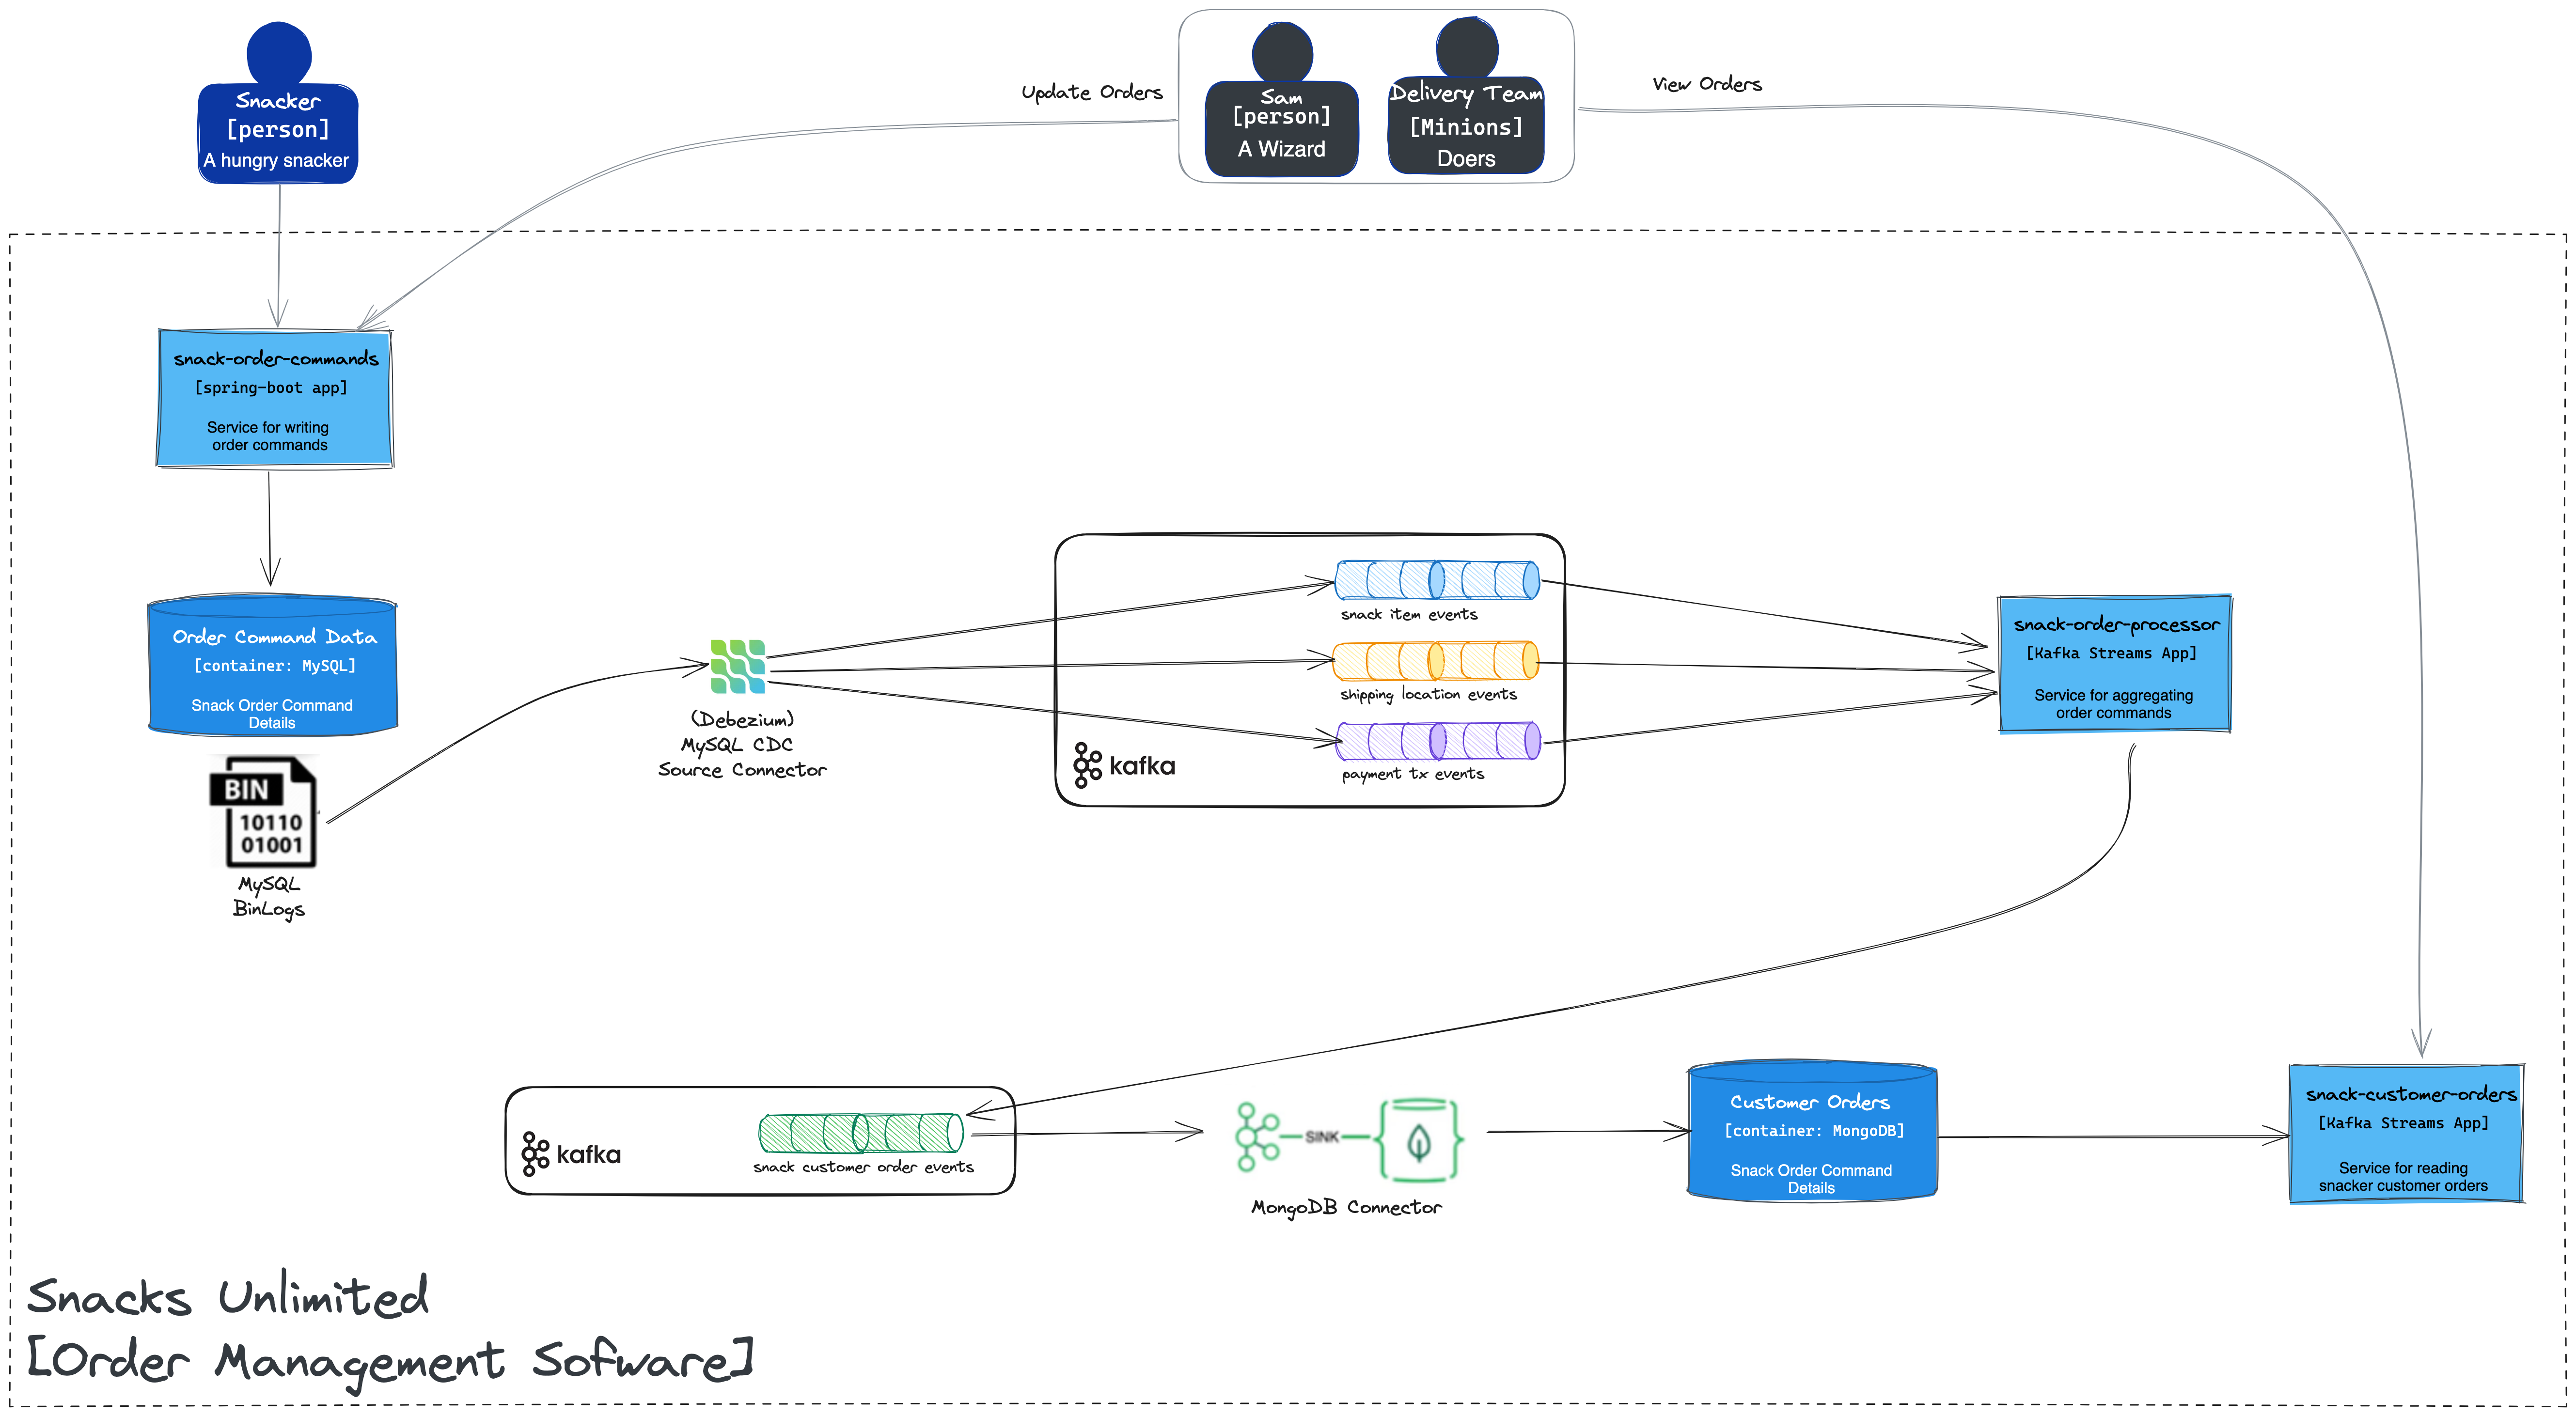 Snacker
[person]
A hungry snacker
Update Orders
Sam
[person]
A Wizard
Delivery Team
[Minions]
Doers
View Orders
snack-order-commands
[spring-boot app]
Service for writing
order commands
Order Command Data
[container: MySQL]
Snack Order Command
Details
BIN
10110
01001
MySQL
BinLogs
(Debezium)
MySQL CDC
Source Connector
kafka
snack item events
shipping location events
payment tx events
snack-order-processor
[Kafka Streams App]
Service for aggregating
order commands
kafka
snack customer order events
SINK
MongoDB Connector
Customer Orders
[container: MongoDB]
Snack Order Command
Details
snack-customer-orders
[Kafka Streams App]
Service for reading
snacker customer orders
Snacks Unlimited
[Order Management Sofware]